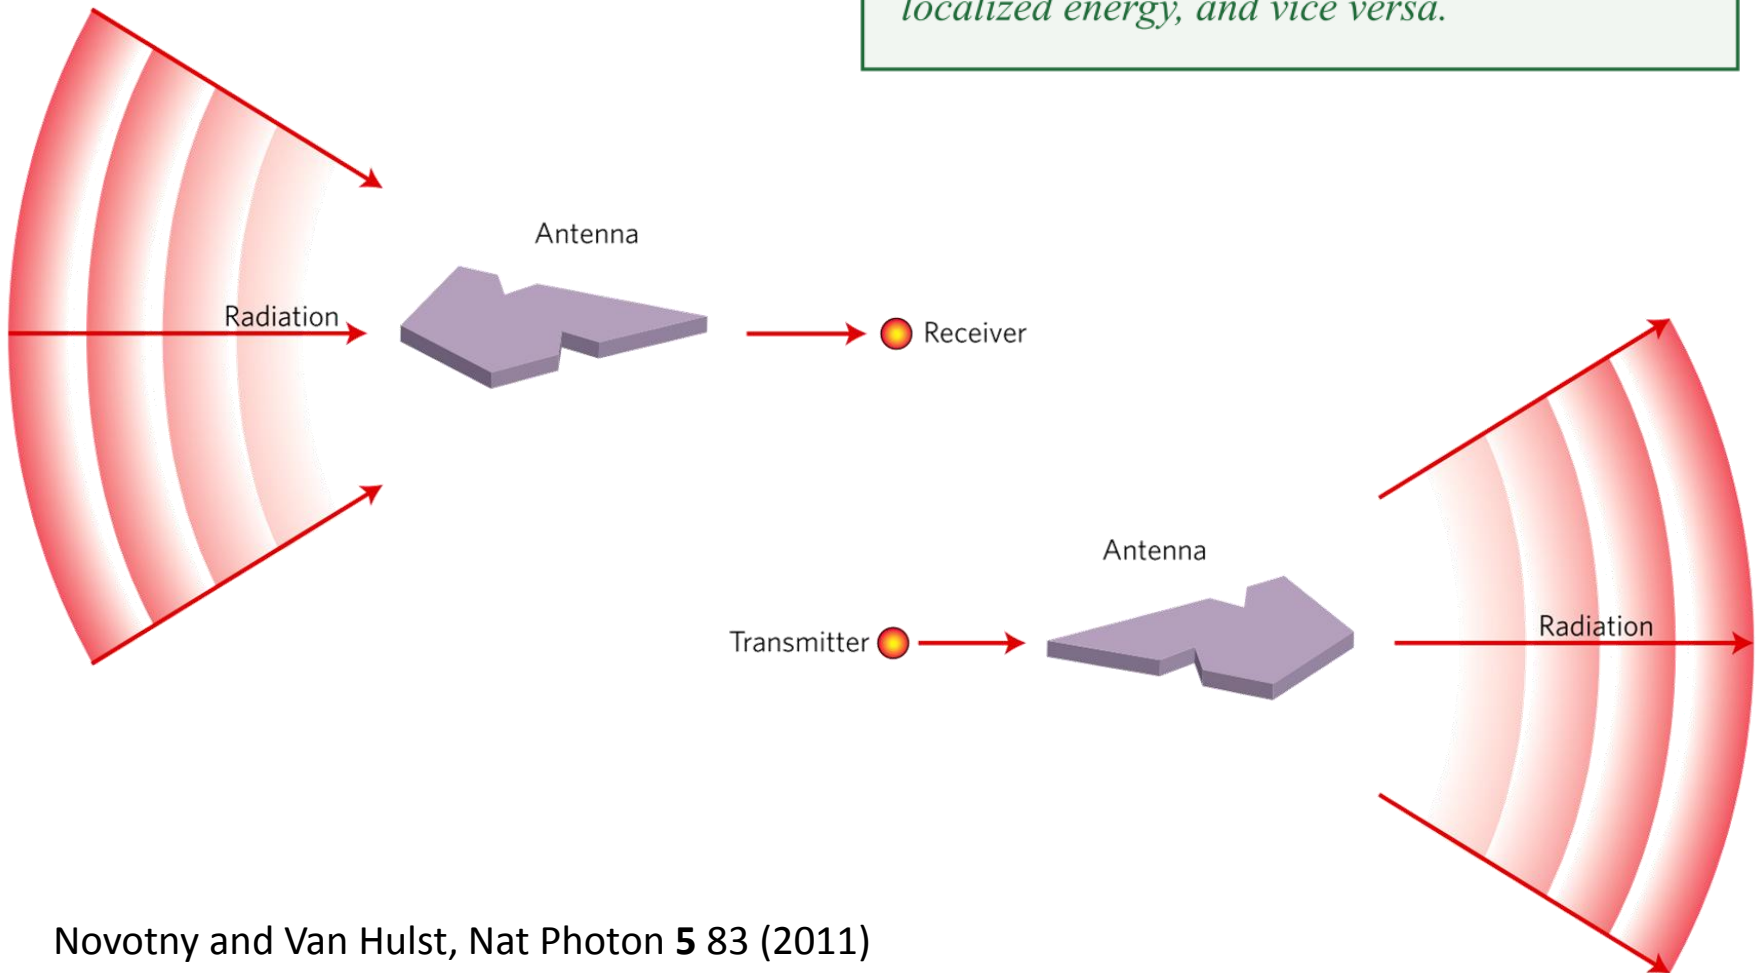 localized energy, and vice versa.
Antenna
Radiation
Receiver
Antenna
Transmitter
Radiation
Novotny and Van Hulst, Nat Photon 5 83 (2011)